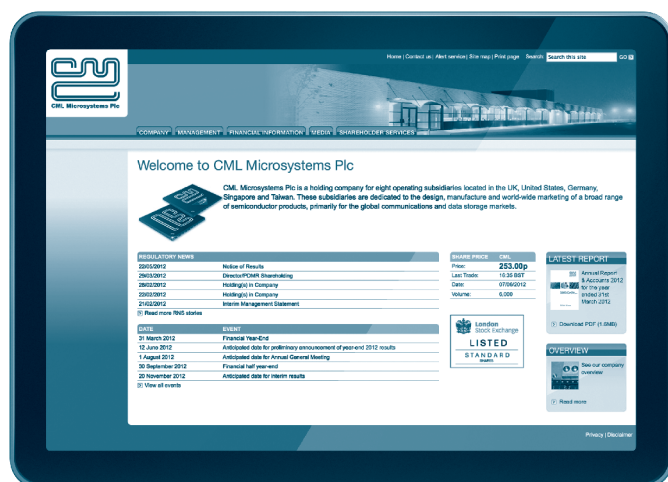 Home | Contact us | Alert service | Site map | Print page Search: Search this site GO
CML Microsystems Plc
COMPANY MANAGEMENT FINANCIAL INFORMATION MEDIA SHAREHOLDER SERVICES
Welcome to CML Microsystems Plc
CML Microsystems Plc is a holding company for eight operating subsidiaries located in the UK, United States, Germany,
Singapore and Taiwan. These subsidiaries are dedicated to the design, manufacture and world-wide marketing of a broad range
of semiconductor products, primarily for the global communications and data storage markets.
REGULATORY NEWS
22/05/2012 Notice of Results
29/03/2012 Director/PDMR Shareholding
28/02/2012 Holding(s) in Company
22/02/2012 Holding(s) in Company
21/02/2012 Interim Management Statement
Read more RNS stories
DATE EVENT
31 March 2012 Financial Year-End
12 June 2012 Anticipated date for preliminary announcement of year-end 2012 results
1 August 2012 Anticipated date for Annual General Meeting
30 September 2012 Financial half year-end
20 November 2012 Anticipated date for interim results
View all events
SHARE PRICE CML
Price: 253.00p
Last Trade: 16:35 BST
Date: 07/06/2012
Volume: 6,000
London
Stock Exchange
LISTED
STANDARD
SHARES
LATEST REPORT
Annual Report
& Accounts 2012
for the year
ended 31st
March 2012
Download PDF (1.6MB)
OVERVIEW
See our company
overview
Read more
Privacy | Disclaimer